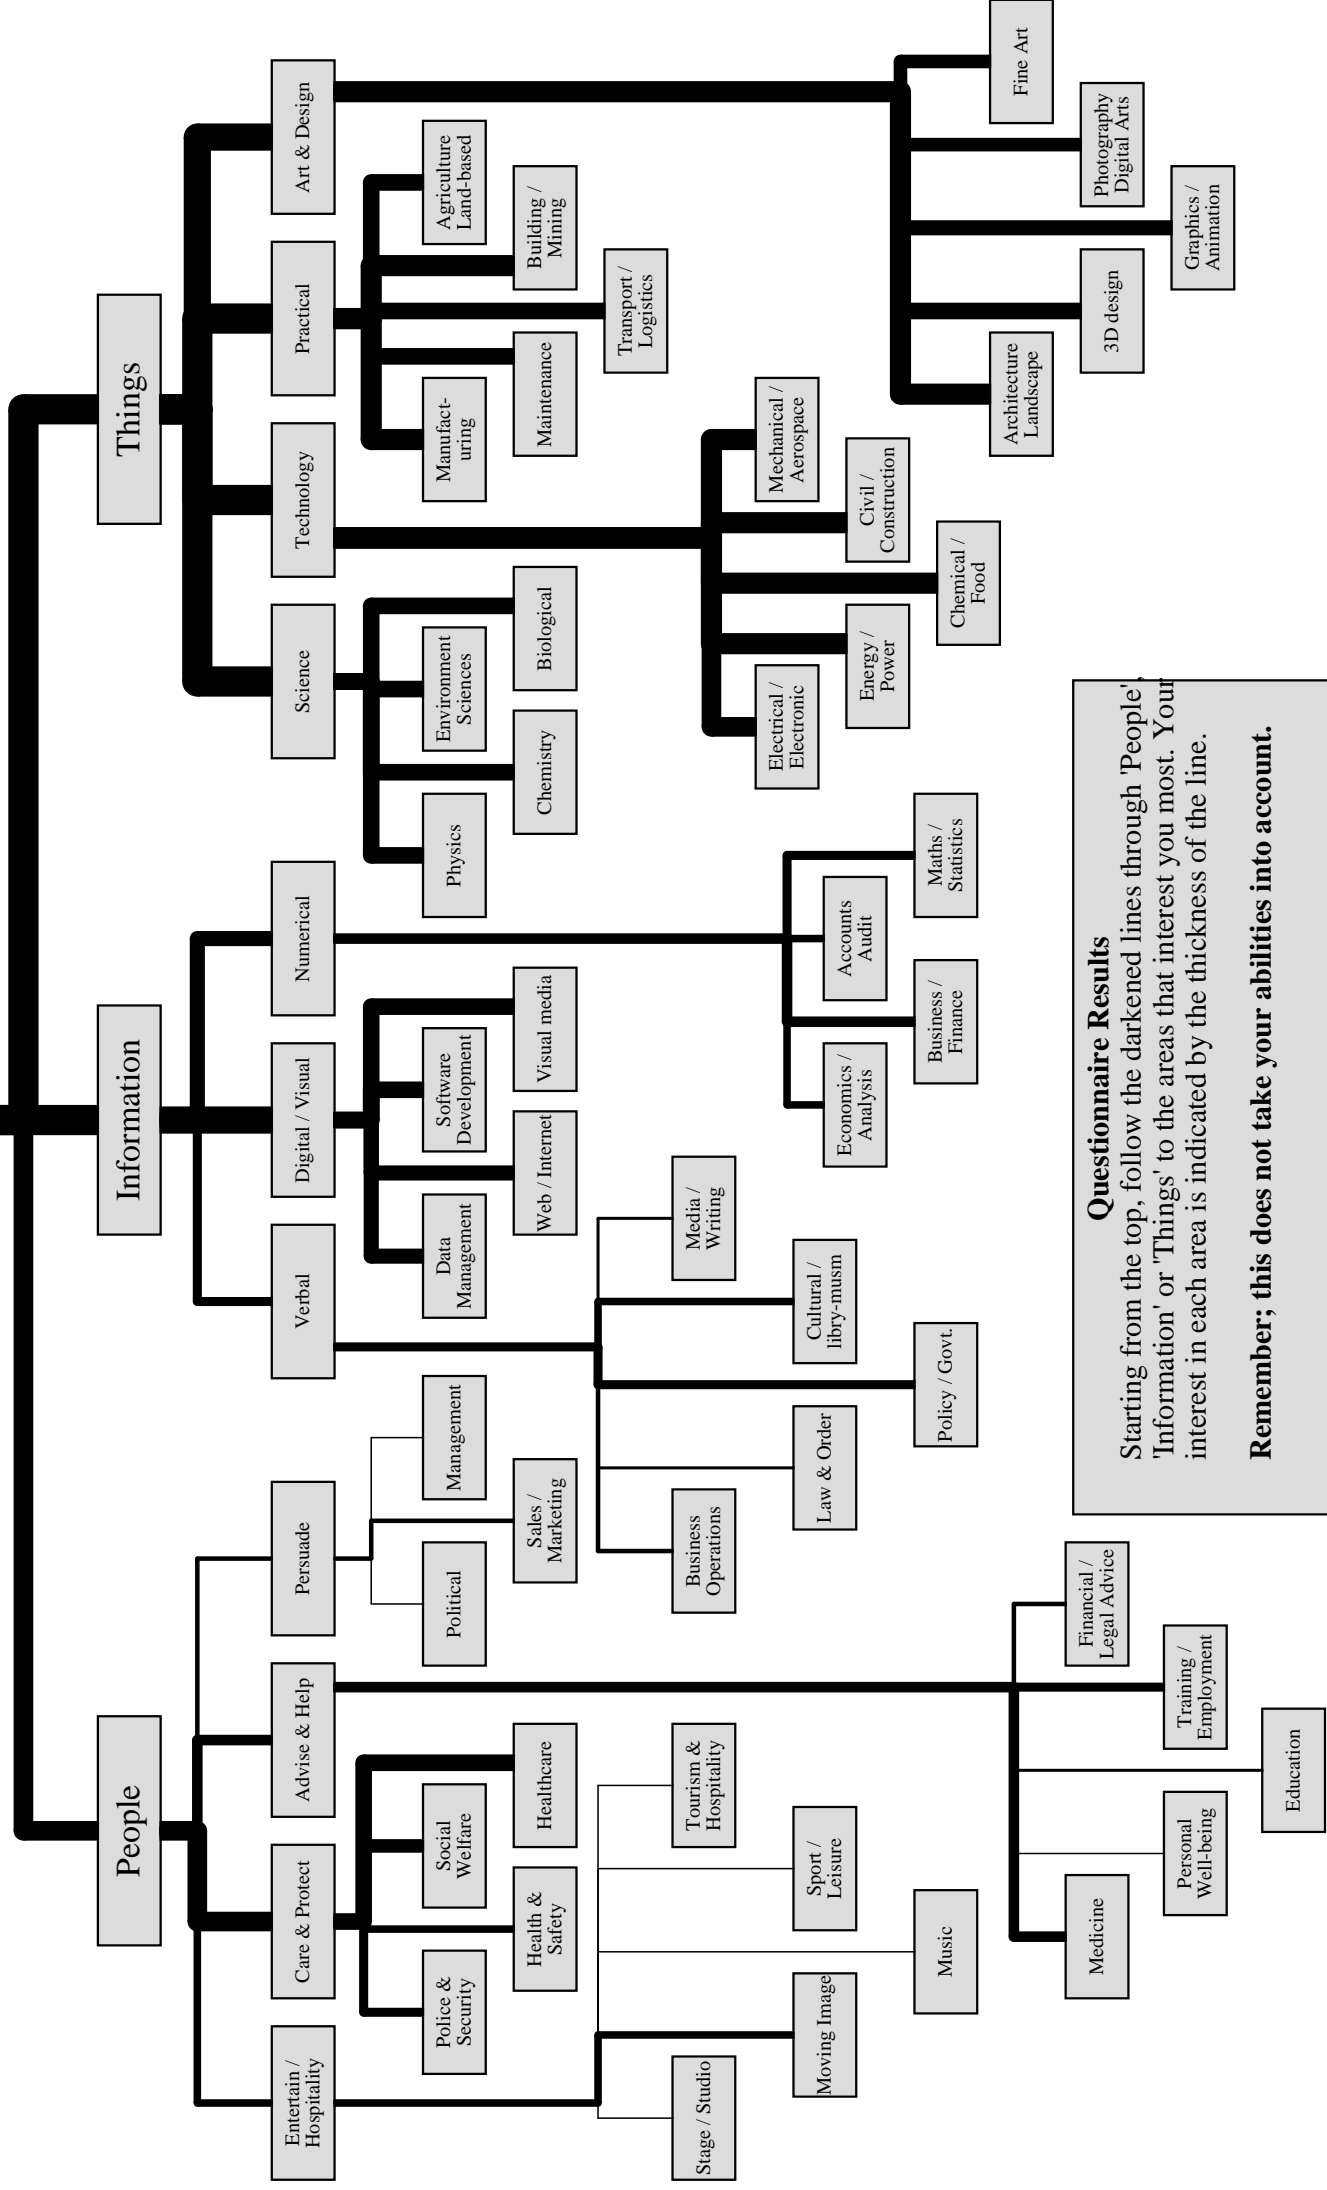 People
Information
Things
Entertain /
Hospitality
Care & Protect
Advise & Help
Persuade
Verbal
Digital / Visual
Numerical
Science
Technology
Practical
Art & Design
Police &
Security
Health &
Safety
Social
Welfare
Healthcare
Political
Sales /
Marketing
Management
Data
Management
Web / Internet
Software
Development
Visual media
Physics
Chemistry
Environment
Sciences
Biological
Manufact-
uring
Maintenance
Transport /
Logistics
Building /
Mining
Agriculture
Land-based
Stage / Studio
Moving Image
Music
Sport /
Leisure
Tourism &
Hospitality
Business
Operations
Law & Order
Policy / Govt.
Cultural /
libry-musm
Media /
Writing
Economics /
Analysis
Business /
Finance
Accounts
Audit
Maths /
Statistics
Electrical /
Electronic
Energy /
Power
Chemical /
Food
Civil /
Construction
Mechanical /
Aerospace
Medicine
Personal
Well-being
Education
Training /
Employment
Financial /
Legal Advice
Architecture
Landscape
3D design
Graphics /
Animation
Photography
Digital Arts
Fine Art
Questionnaire Results
Starting from the top, follow the darkened lines through 'People',
'Information' or 'Things' to the areas that interest you most. Your
interest in each area is indicated by the thickness of the line.
Remember; this does not take your abilities into account.